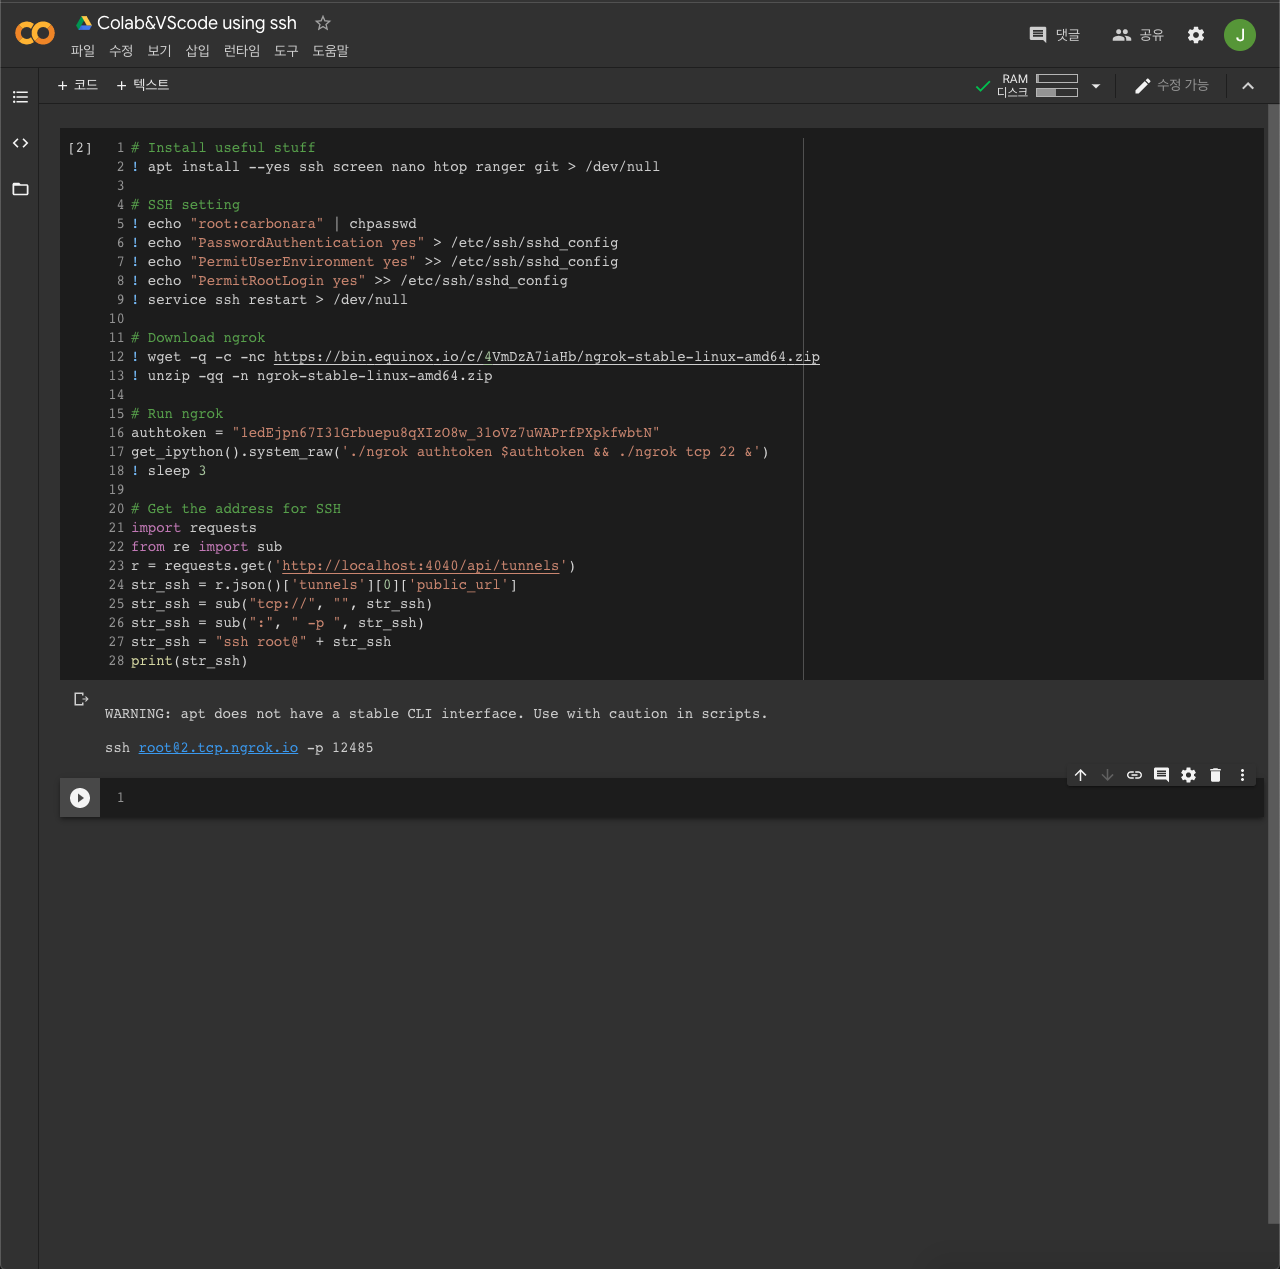 Colab&VScode using ssh
파일 수정 보기 삽입 런타임 도구 도움말
댓글 공유 J
+ 코드 + 텍스트
RAM
디스크
수정 가능
[2]
1 # Install useful stuff
2 ! apt install --yes ssh screen nano htop ranger git > /dev/null
3
4 # SSH setting
5 ! echo "root:carbonara" | chpasswd
6 ! echo "PasswordAuthentication yes" > /etc/ssh/sshd_config
7 ! echo "PermitUserEnvironment yes" >> /etc/ssh/sshd_config
8 ! echo "PermitRootLogin yes" >> /etc/ssh/sshd_config
9 ! service ssh restart > /dev/null
10
11 # Download ngrok
12 ! wget -q -c -nc https://bin.equinox.io/c/4VmDzA7iaHb/ngrok-stable-linux-amd64.zip
13 ! unzip -qq -n ngrok-stable-linux-amd64.zip
14
15 # Run ngrok
16 authtoken = "1edEjpn67I31Grbuepu8qXIzO8w_31oVz7uWAPrfPXpkfwbtN"
17 get_ipython().system_raw('./ngrok authtoken $authtoken && ./ngrok tcp 22 &')
18 ! sleep 3
19
20 # Get the address for SSH
21 import requests
22 from re import sub
23 r = requests.get('http://localhost:4040/api/tunnels')
24 str_ssh = r.json()['tunnels'][0]['public_url']
25 str_ssh = sub("tcp://", "", str_ssh)
26 str_ssh = sub(":", " -p ", str_ssh)
27 str_ssh = "ssh root@" + str_ssh
28 print(str_ssh)
WARNING: apt does not have a stable CLI interface. Use with caution in scripts.
ssh root@2.tcp.ngrok.io -p 12485
1